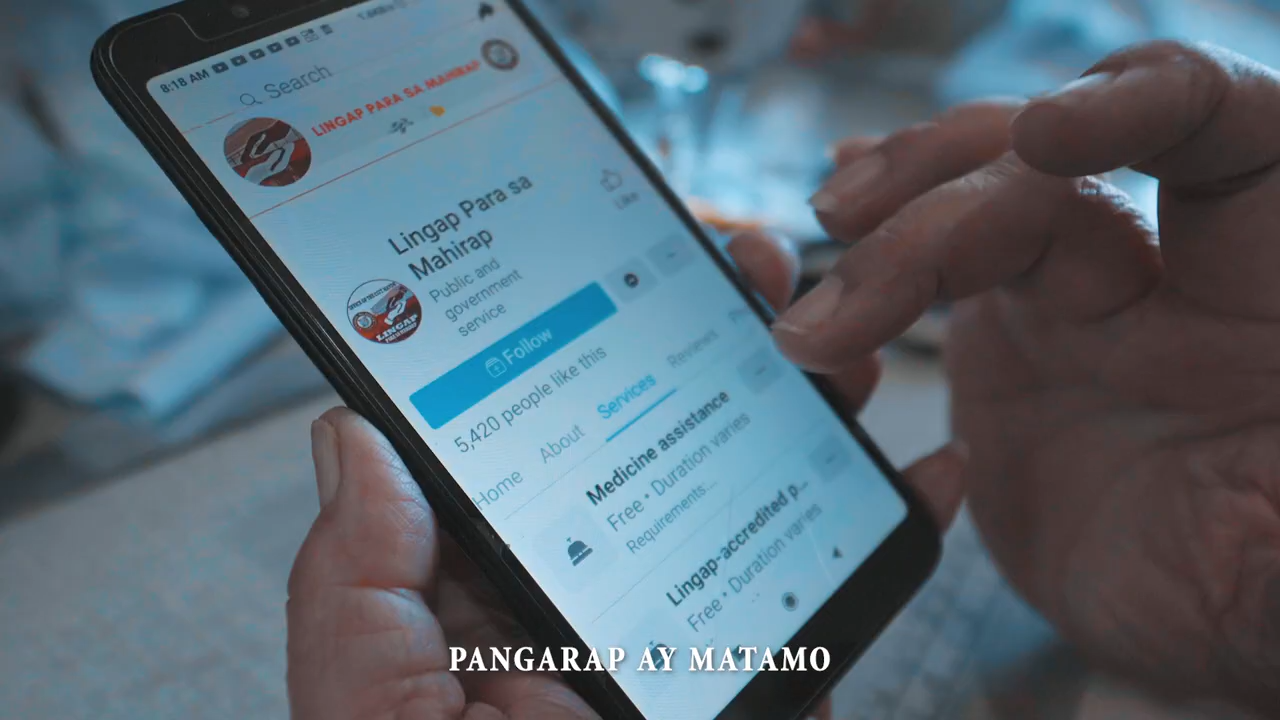 8:18 AM
Search
LINGAP PARA SA MAHIRAP
Lingap Para sa
Mahirap
Like
Public and
government
service
LINGAP
Follow
5,420 people like this
Home About Services Reviews
Medicine assistance
Free • Duration varies
Requirements:...
Lingap-accredited p...
Free • Duration varies
PANGARAP AY MATAMO